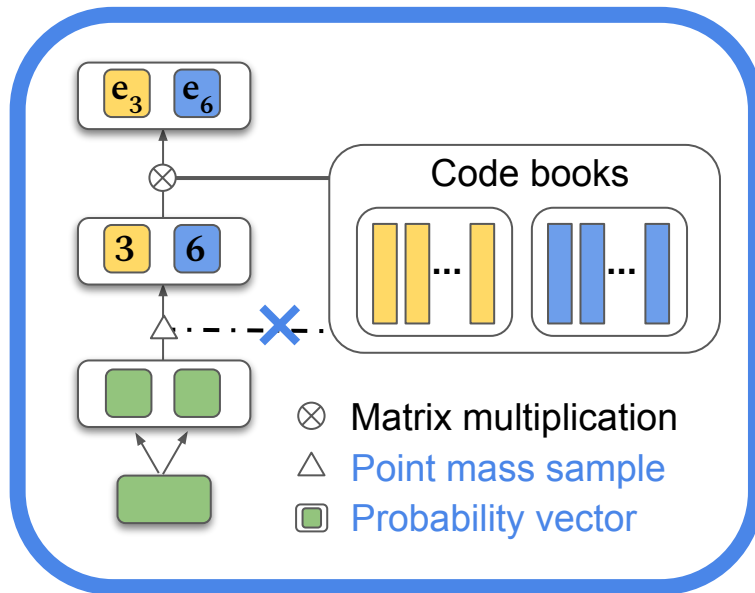 e₃ e₆
Code books
3 6
... ...
Matrix multiplication
Point mass sample
Probability vector